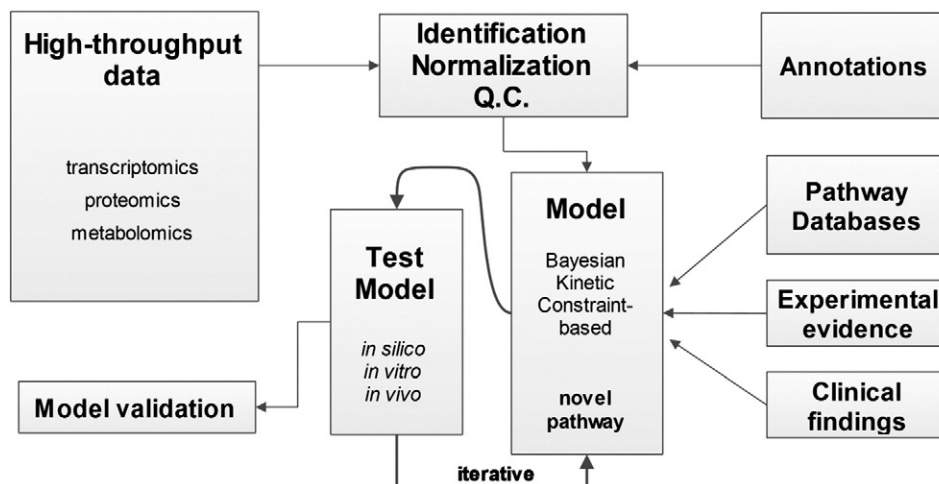 High-throughput
data
transcriptomics
proteomics
metabolomics
Identification
Normalization
Q.C.
Annotations
Model
Bayesian
Kinetic
Constraint-
based
novel
pathway
Pathway
Databases
Experimental
evidence
Clinical
findings
Test
Model
in silico
in vitro
in vivo
Model validation
iterative